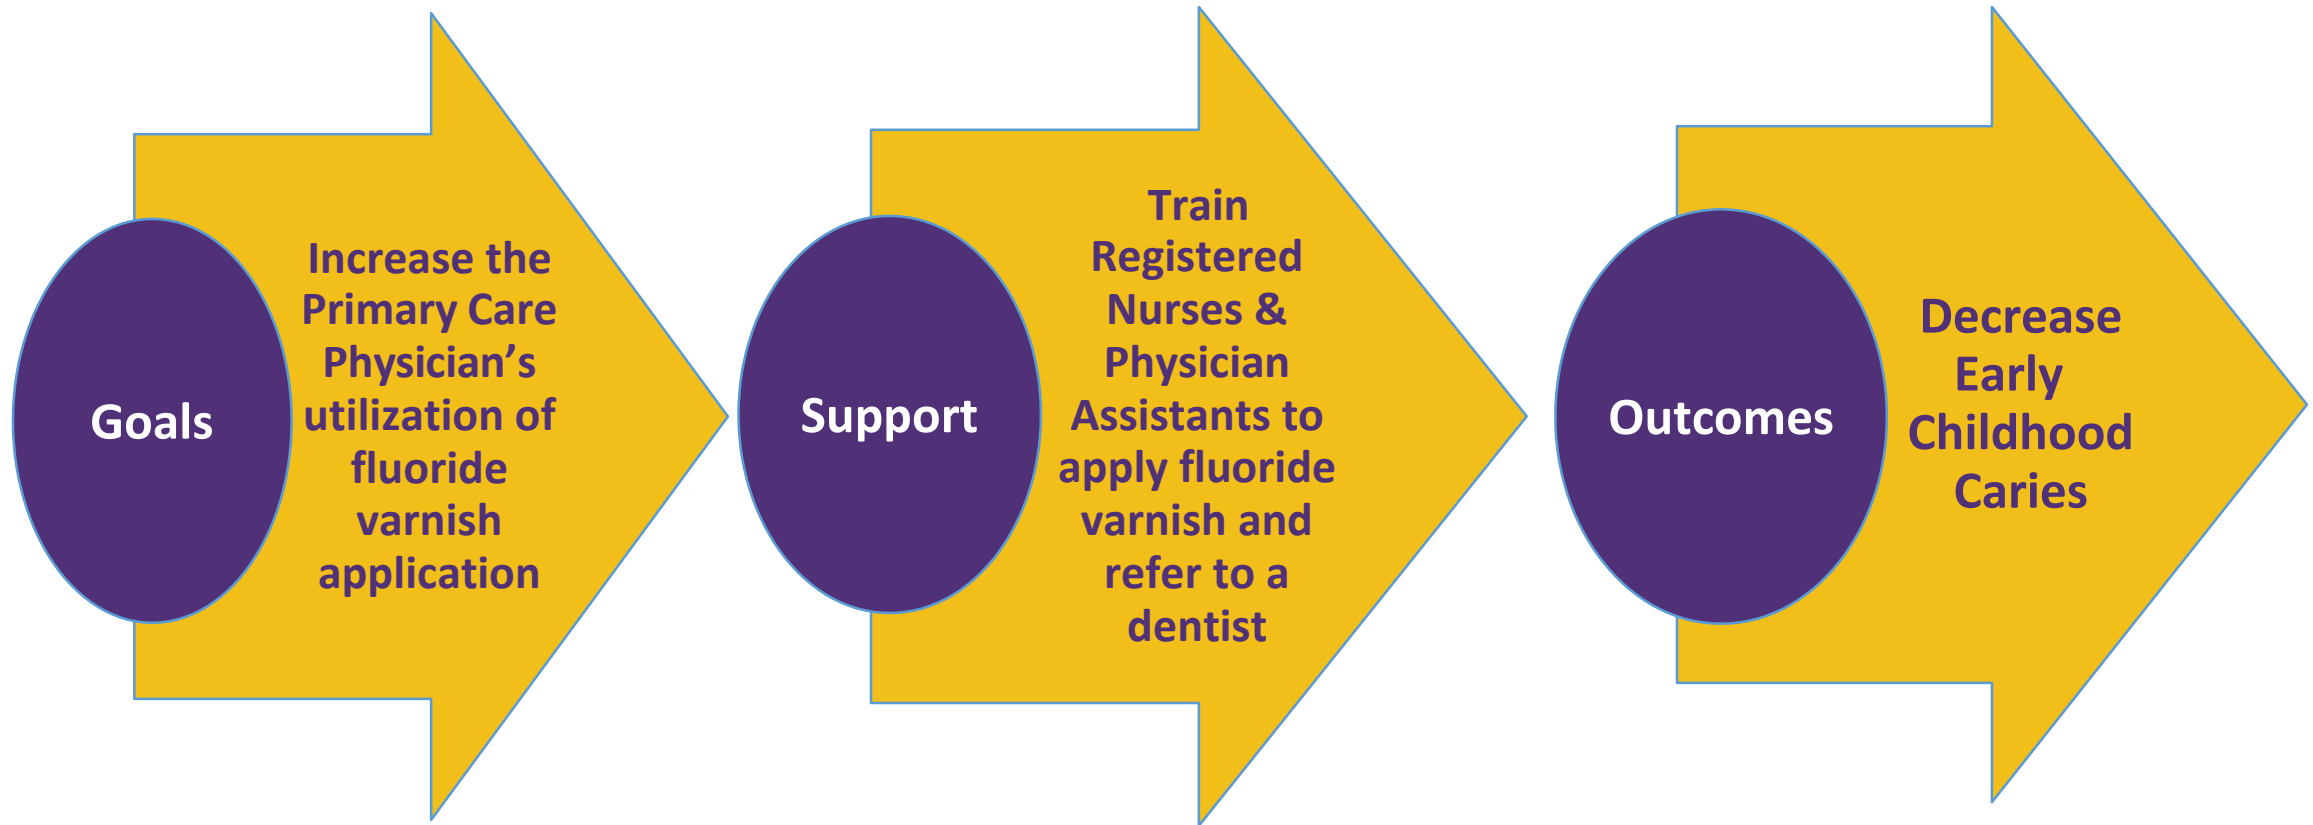 Goals
Increase the
Primary Care
Physician’s
utilization of
fluoride
varnish
application
Support
Train
Registered
Nurses &
Physician
Assistants to
apply fluoride
varnish and
refer to a
dentist
Outcomes
Decrease
Early
Childhood
Caries